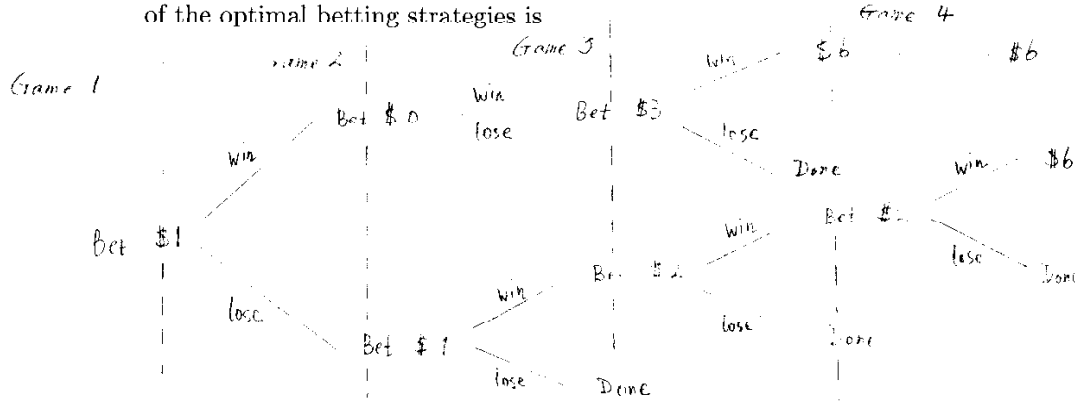 of the optimal betting strategies is
Game 4
Game 3
win
$6
$6
Game 1
2
Bet $0
win
lose
Bet $3
lose
win
Done
win
$6
Bet
Bet $1
win
lose
Done
win
lose
Bet $1
lose
lose
Done